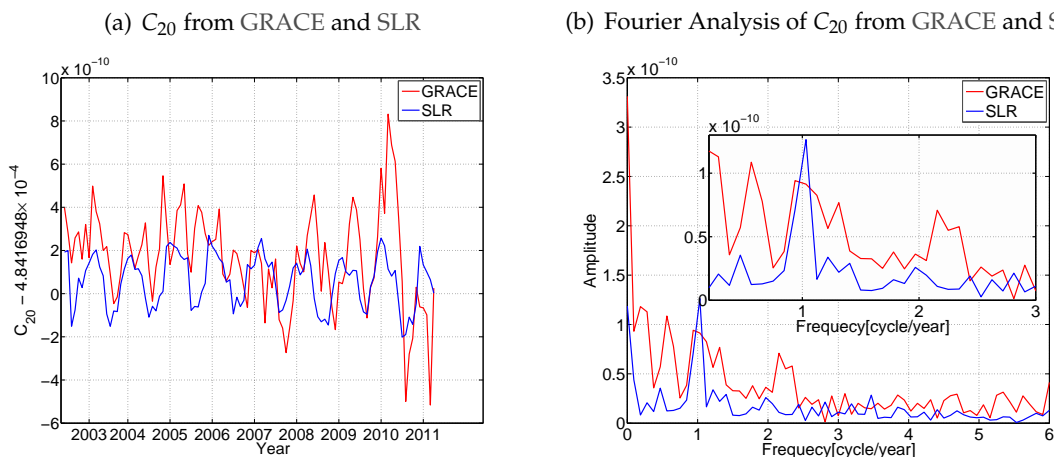 (a) C20 from GRACE and SLR
x 10-10
10
8
6
4
2
0
−2
−4
−6
C20 − 4.8416948× 10-4
GRACE
SLR
2003 2004 2005 2006 2007 2008 2009 2010 2011
Year
(b) Fourier Analysis of C20 from GRACE and S
x 10-10
3.5
3
2.5
2
1.5
1
0.5
0
Amplitude
GRACE
SLR
x 10-10
1
0.5
0
1 2 3
Frequecy[cycle/year]
0 1 2 3 4 5 6
Frequecy[cycle/year]